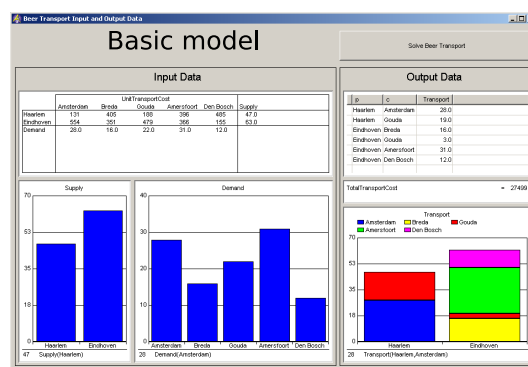 Beer Transport Input and Output Data
Basic model
Solve Beer Transport
Input Data
UnitTransportCost
Amsterdam Breda Gouda Amersfoort Den Bosch Supply
Haarlem 131 405 188 396 485 47.0
Eindhoven 554 351 479 366 155 63.0
Demand 28.0 16.0 22.0 31.0 12.0
Supply
70
53
35
18
0
Haarlem Eindhoven
47 Supply(Haarlem)
Demand
40
30
20
10
0
Amsterdam Breda Gouda Amersfoort Den Bosch
28 Demand(Amsterdam)
Output Data
p c Transport
Haarlem Amsterdam 28.0
Haarlem Gouda 19.0
Eindhoven Breda 16.0
Eindhoven Gouda 3.0
Eindhoven Amersfoort 31.0
Eindhoven Den Bosch 12.0
TotalTransportCost = 27499
Transport
Amsterdam Breda Gouda
Amersfoort Den Bosch
70
53
35
18
0
Haarlem Eindhoven
28 Transport(Haarlem,Amsterdam)